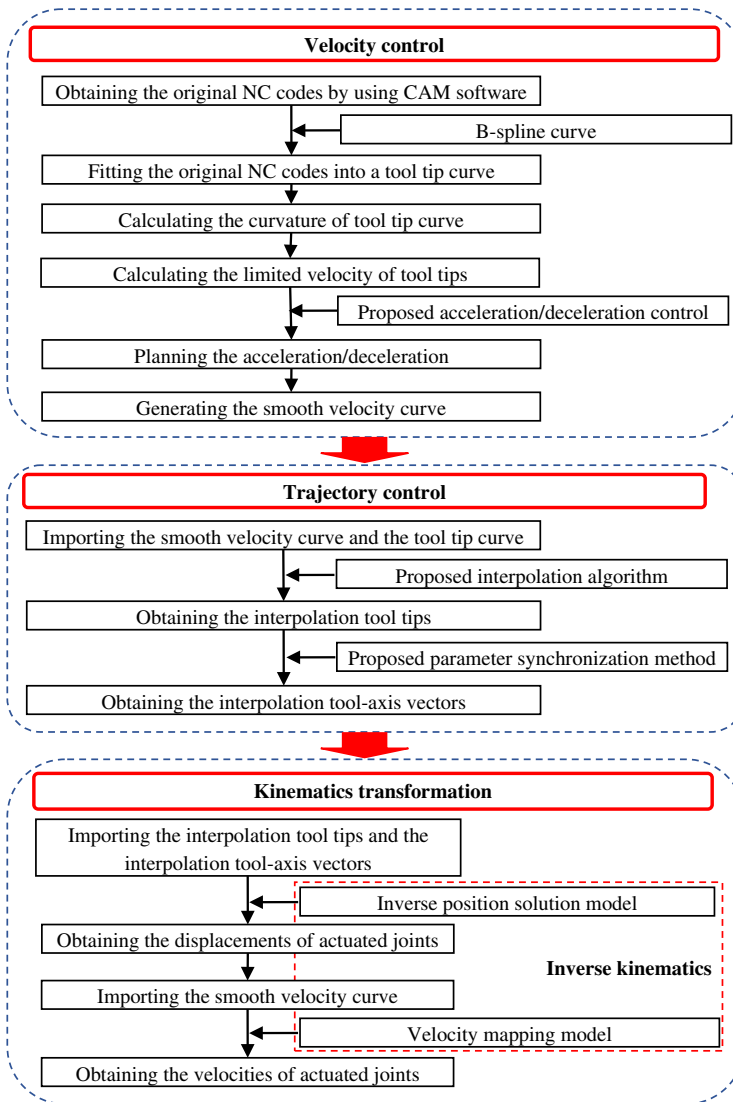 Velocity control
Obtaining the original NC codes by using CAM software
B-spline curve
Fitting the original NC codes into a tool tip curve
Calculating the curvature of tool tip curve
Calculating the limited velocity of tool tips
Proposed acceleration/deceleration control
Planning the acceleration/deceleration
Generating the smooth velocity curve
Trajectory control
Importing the smooth velocity curve and the tool tip curve
Proposed interpolation algorithm
Obtaining the interpolation tool tips
Proposed parameter synchronization method
Obtaining the interpolation tool-axis vectors
Kinematics transformation
Importing the interpolation tool tips and the
interpolation tool-axis vectors
Inverse position solution model
Obtaining the displacements of actuated joints
Inverse kinematics
Importing the smooth velocity curve
Velocity mapping model
Obtaining the velocities of actuated joints